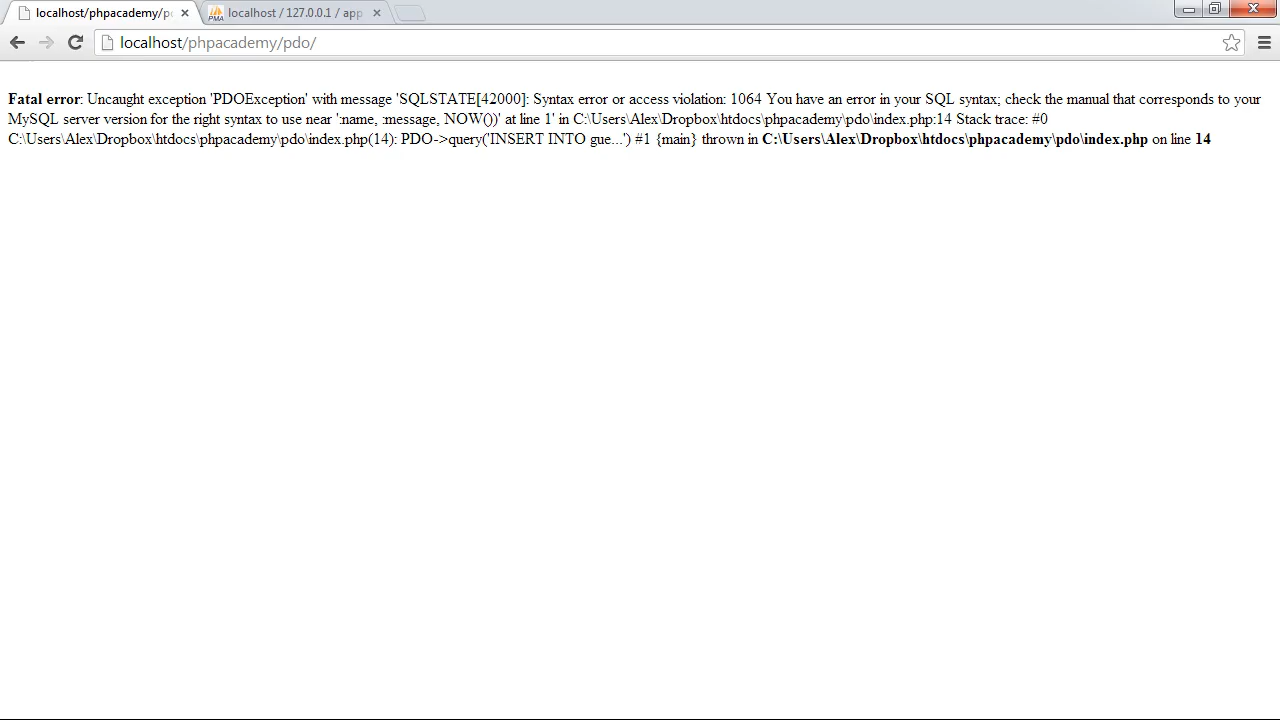 localhost/phpacademy/p
localhost / 127.0.0.1 / app
PMA
localhost/phpacademy/pdo/
Fatal error: Uncaught exception 'PDOException' with message 'SQLSTATE[42000]: Syntax error or access violation: 1064 You have an error in your SQL syntax; check the manual that corresponds to your
MySQL server version for the right syntax to use near ':name, :message, NOW())' at line 1' in C:\Users\Alex\Dropbox\htdocs\phpacademy\pdo\index.php:14 Stack trace: #0
C:\Users\Alex\Dropbox\htdocs\phpacademy\pdo\index.php(14): PDO->query('INSERT INTO gue...') #1 {main} thrown in C:\Users\Alex\Dropbox\htdocs\phpacademy\pdo\index.php on line 14